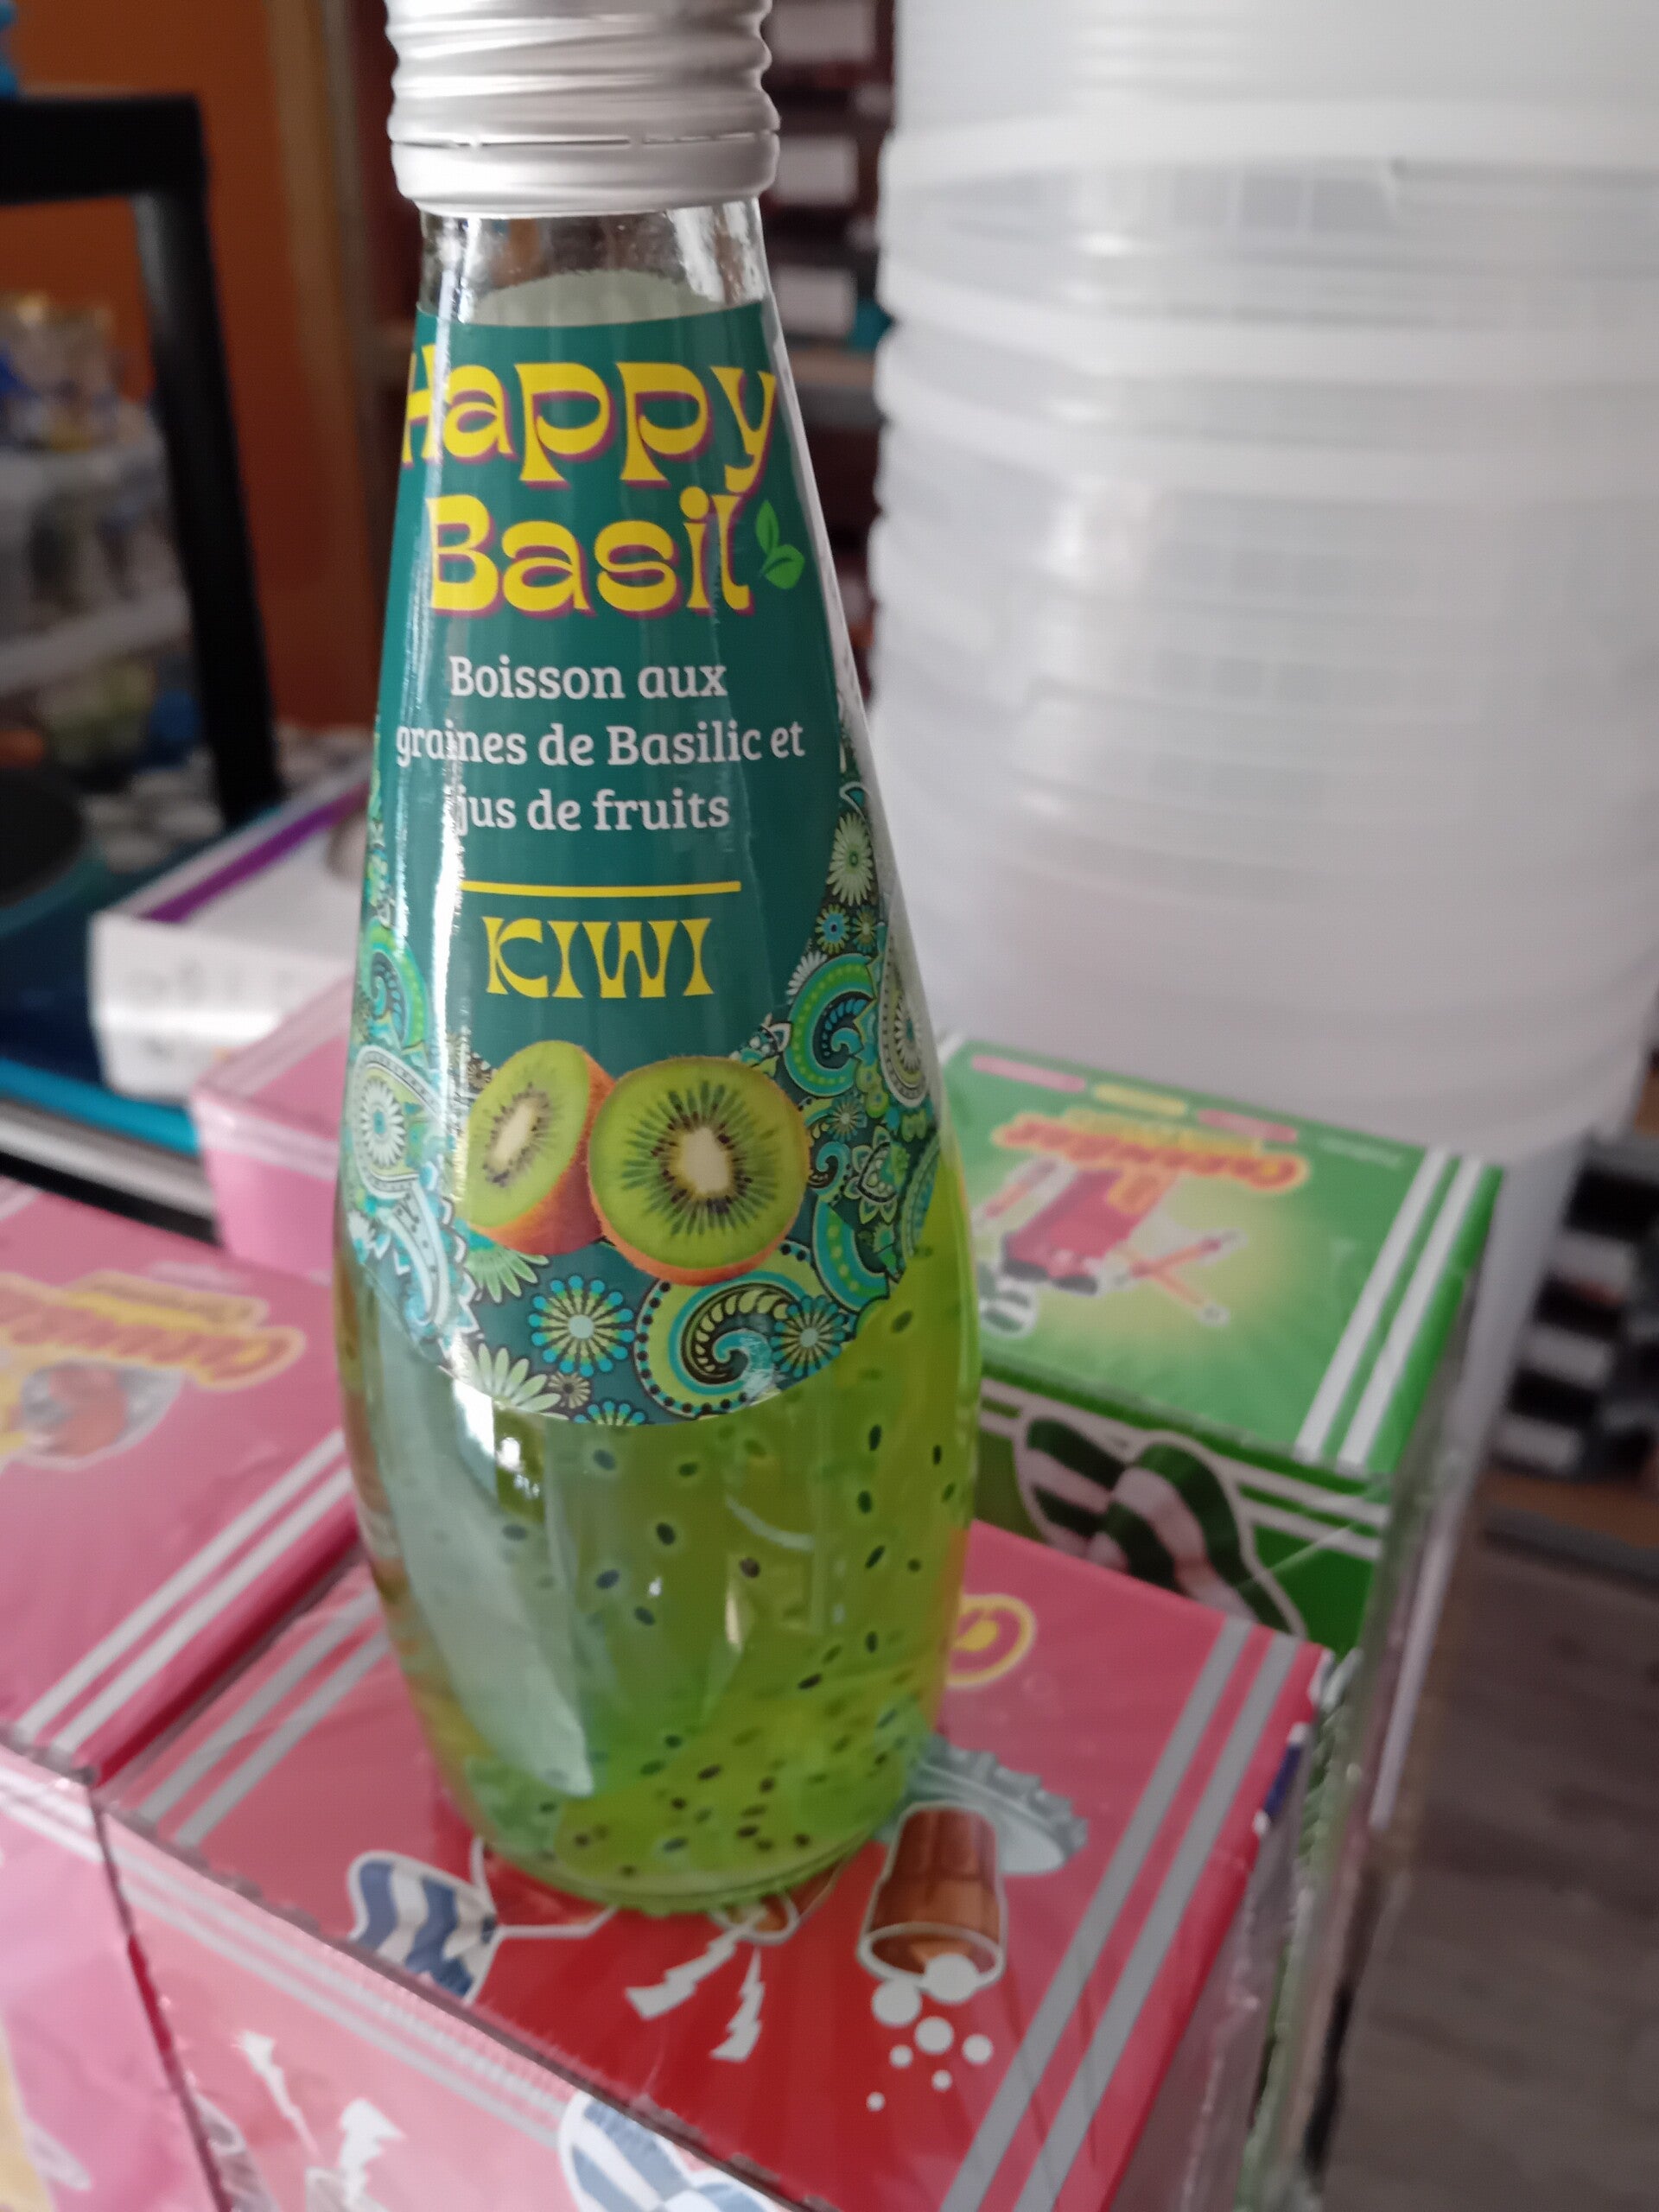 Happy
Basil
Boisson aux
graines de Basilic et
jus de fruits
KIWI